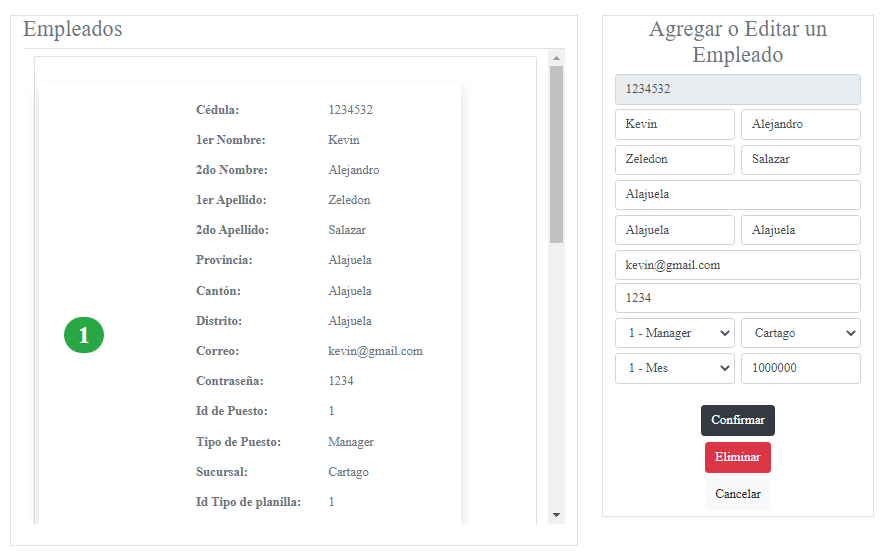 Empleados
1
Cédula: 1234532
1er Nombre: Kevin
2do Nombre: Alejandro
1er Apellido: Zeledon
2do Apellido: Salazar
Provincia: Alajuela
Cantón: Alajuela
Distrito: Alajuela
Correo: kevin@gmail.com
Contraseña: 1234
Id de Puesto: 1
Tipo de Puesto: Manager
Sucursal: Cartago
Id Tipo de planilla: 1
Agregar o Editar un
Empleado
1234532
Kevin Alejandro
Zeledon Salazar
Alajuela
Alajuela Alajuela
kevin@gmail.com
1234
1 - Manager Cartago
1 - Mes 1000000
Confirmar
Eliminar
Cancelar